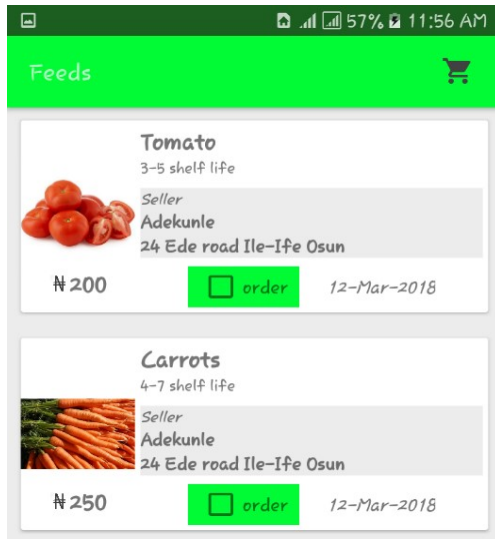 57% 11:56 AM
Feeds
Tomato
3-5 shelf life
Seller
Adekunle
24 Ede road Ile-Ife Osun
₦200
order
12-Mar-2018
Carrots
4-7 shelf life
Seller
Adekunle
24 Ede road Ile-Ife Osun
₦250
order
12-Mar-2018